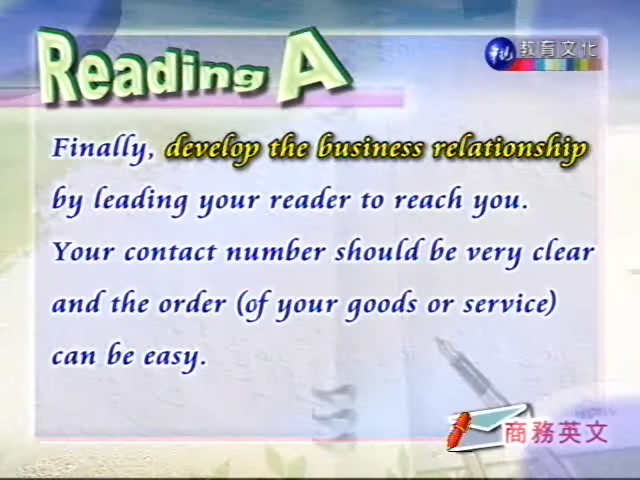 Reading A
華視 教育文化
Finally, develop the business relationship
by leading your reader to reach you.
Your contact number should be very clear
and the order (of your goods or service)
can be easy.
商務英文